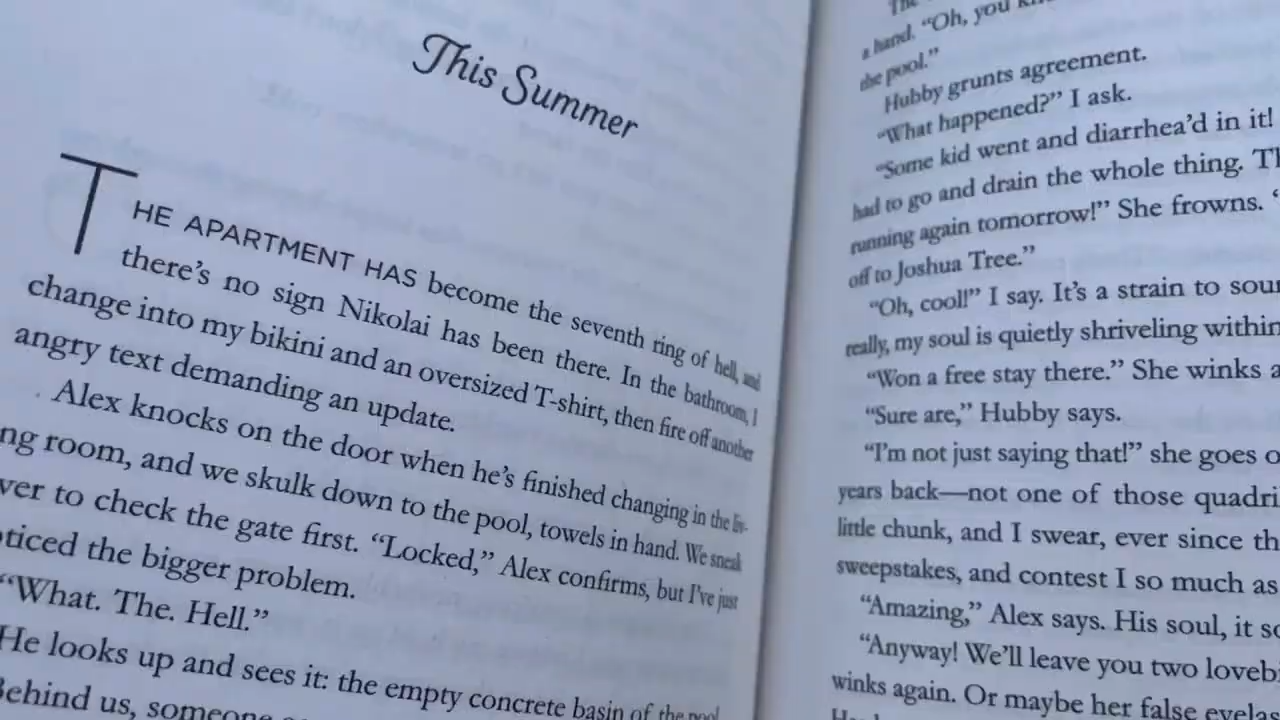 This Summer
THE APARTMENT HAS become the seventh ring of hell, and
there's no sign Nikolai has been there. In the bathroom, I
change into my bikini and an oversized T-shirt, then fire off another
angry text demanding an update.
Alex knocks on the door when he's finished changing in the liv-
ng room, and we skulk down to the pool, towels in hand. We sneak
ver to check the gate first. “Locked,” Alex confirms, but I've just
ticed the bigger problem.
“What. The. Hell.”
He looks up and sees it: the empty concrete basin of the pool.
Behind us, someone
The
a hand. “Oh, you
the pool.”
Hubby grunts agreement.
“What happened?” I ask.
“Some kid went and diarrhea'd in it!
had to go and drain the whole thing. Th
running again tomorrow!” She frowns. “
off to Joshua Tree.”
“Oh, cool!” I say. It's a strain to sour
really, my soul is quietly shriveling within
“Won a free stay there.” She winks a
“Sure are,” Hubby says.
“I'm not just saying that!” she goes o
years back—not one of those quadri
little chunk, and I swear, ever since th
sweepstakes, and contest I so much as
“Amazing,” Alex says. His soul, it so
“Anyway! We'll leave you two lovebi
winks again. Or maybe her false eyelas